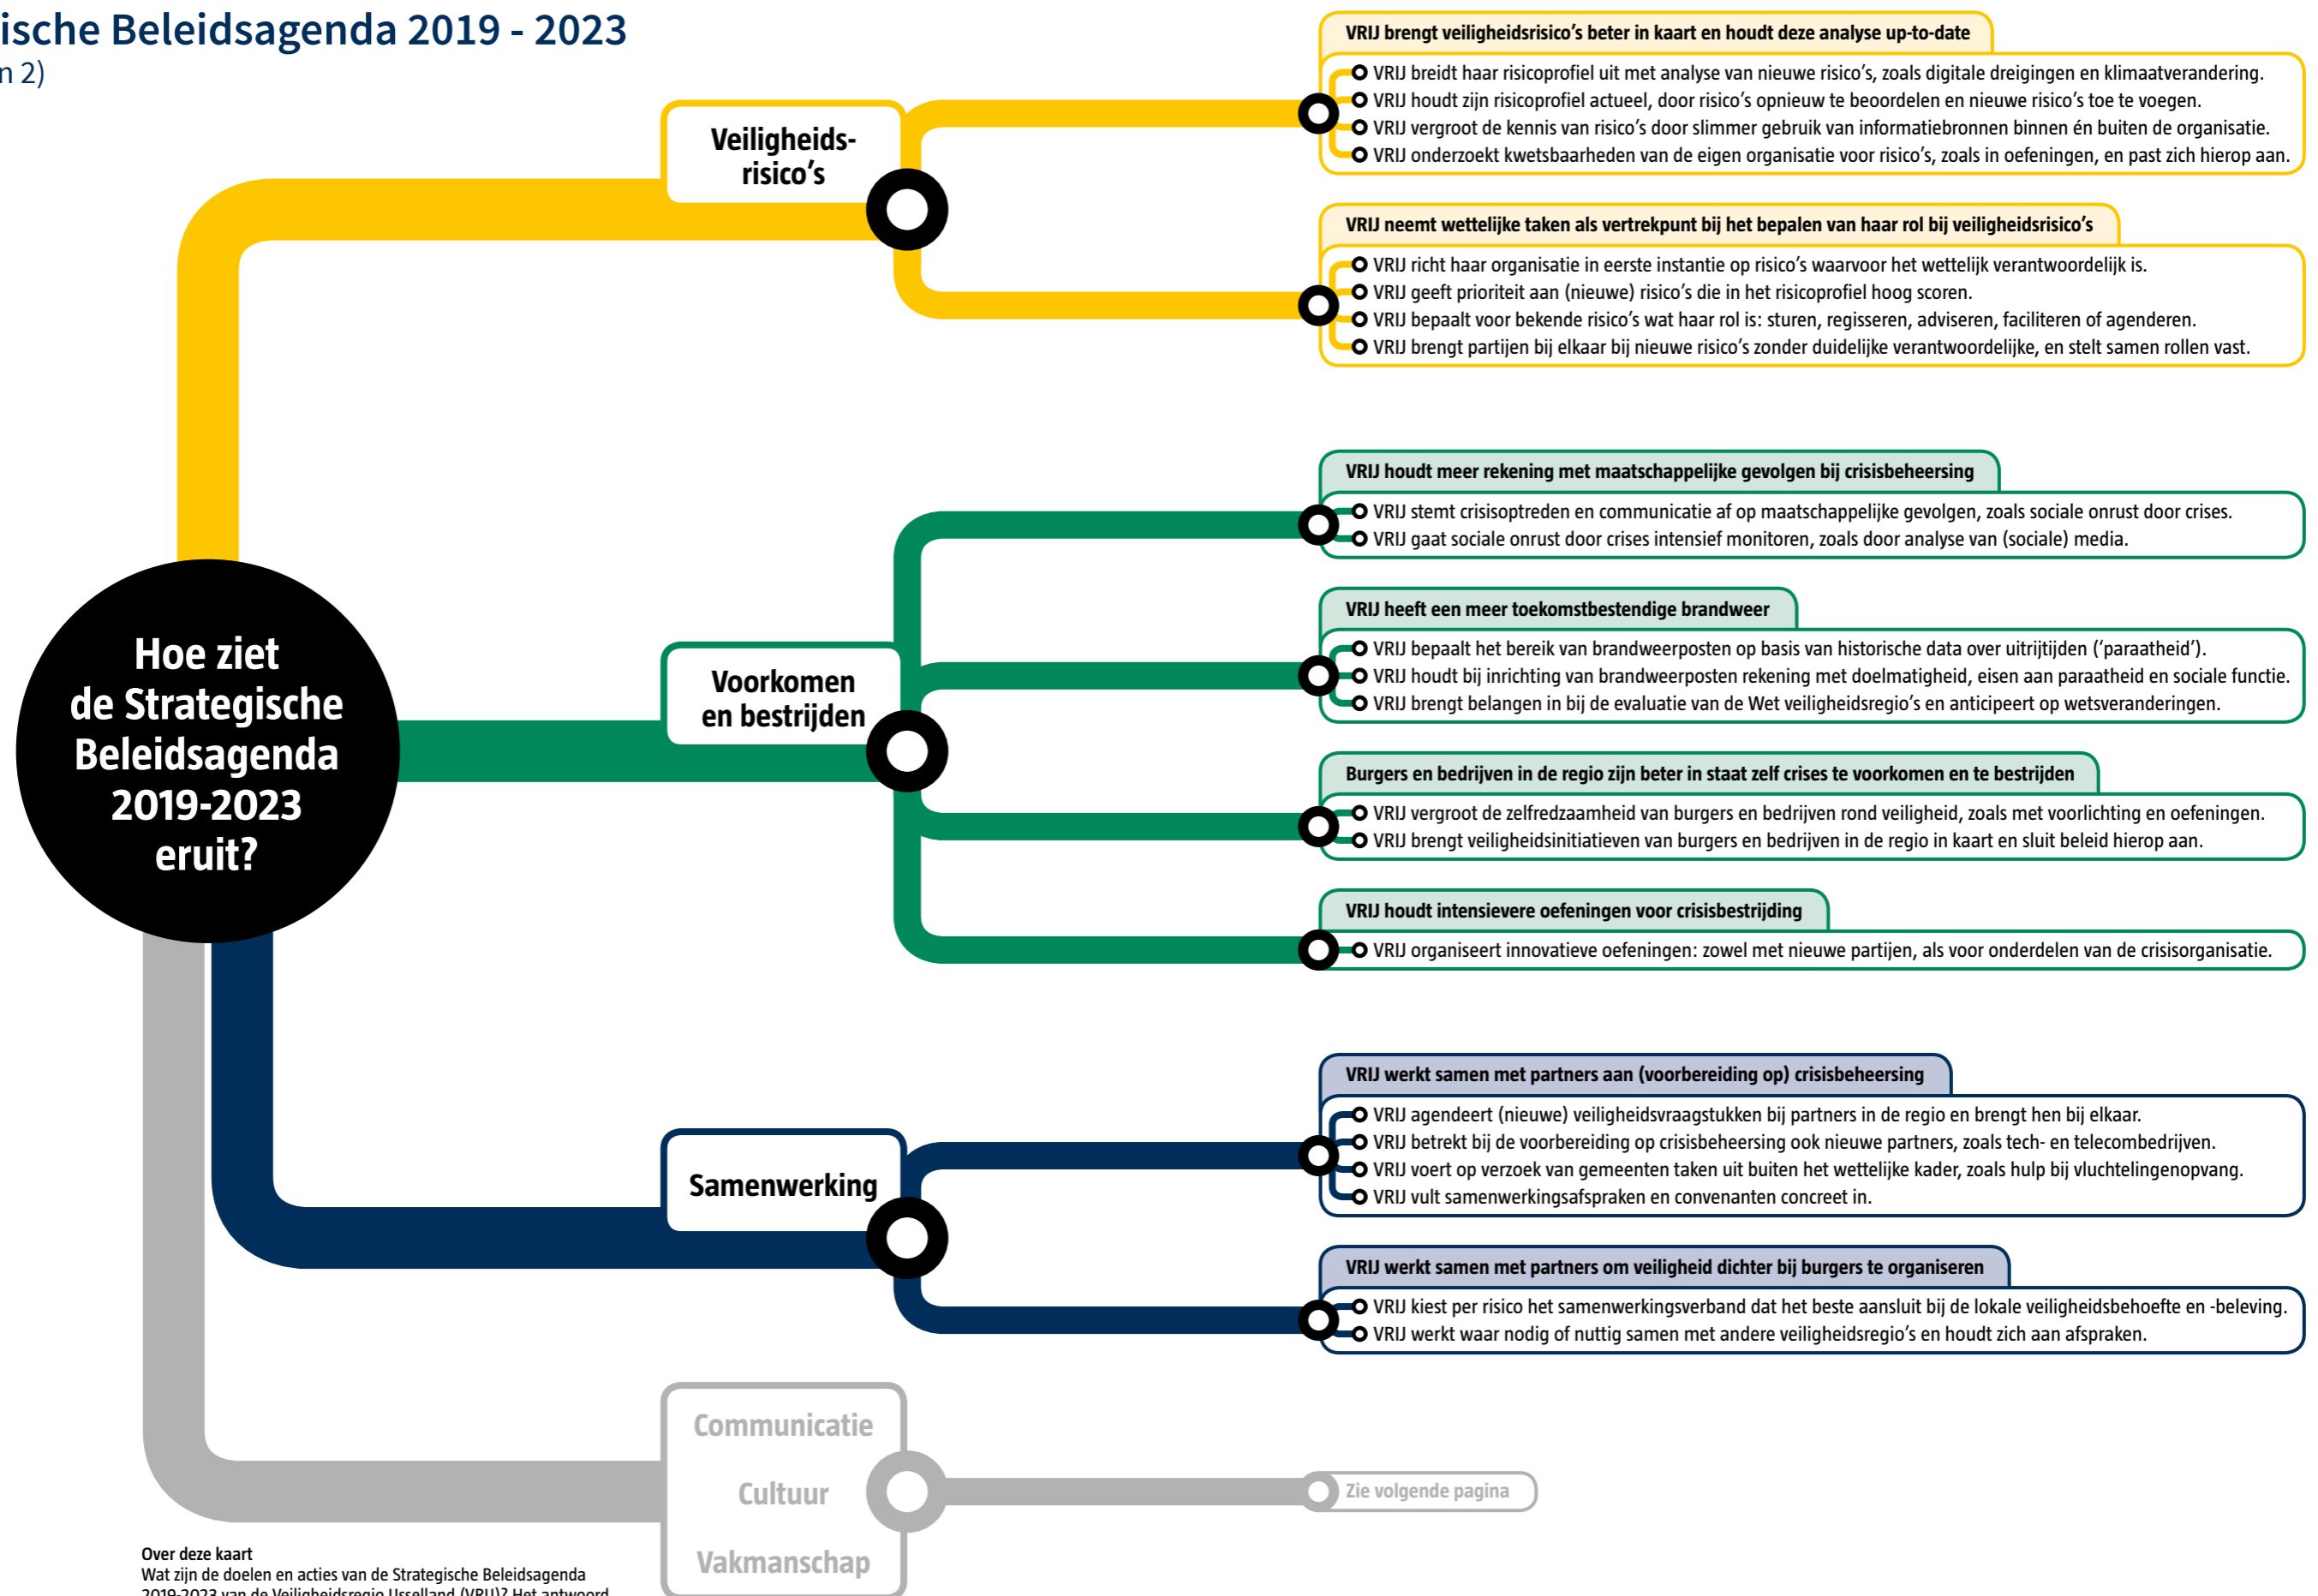 ische Beleidsagenda 2019 - 2023
n 2)
Hoe ziet
de Strategische
Beleidsagenda
2019-2023
eruit?
Veiligheids-
risico's
VRIJ brengt veiligheidsrisico's beter in kaart en houdt deze analyse up-to-date
VRIJ breidt haar risicoprofiel uit met analyse van nieuwe risico's, zoals digitale dreigingen en klimaatverandering.
VRIJ houdt zijn risicoprofiel actueel, door risico's opnieuw te beoordelen en nieuwe risico's toe te voegen.
VRIJ vergroot de kennis van risico's door slimmer gebruik van informatiebronnen binnen én buiten de organisatie.
VRIJ onderzoekt kwetsbaarheden van de eigen organisatie voor risico's, zoals in oefeningen, en past zich hierop aan.
VRIJ neemt wettelijke taken als vertrekpunt bij het bepalen van haar rol bij veiligheidsrisico's
VRIJ richt haar organisatie in eerste instantie op risico's waarvoor het wettelijk verantwoordelijk is.
VRIJ geeft prioriteit aan (nieuwe) risico's die in het risicoprofiel hoog scoren.
VRIJ bepaalt voor bekende risico's wat haar rol is: sturen, regisseren, adviseren, faciliteren of agenderen.
VRIJ brengt partijen bij elkaar bij nieuwe risico's zonder duidelijke verantwoordelijke, en stelt samen rollen vast.
Voorkomen
en bestrijden
VRIJ houdt meer rekening met maatschappelijke gevolgen bij crisisbeheersing
VRIJ stemt crisisoptreden en communicatie af op maatschappelijke gevolgen, zoals sociale onrust door crises.
VRIJ gaat sociale onrust door crises intensief monitoren, zoals door analyse van (sociale) media.
VRIJ heeft een meer toekomstbestendige brandweer
VRIJ bepaalt het bereik van brandweerposten op basis van historische data over uitrijtijden ('paraatheid').
VRIJ houdt bij inrichting van brandweerposten rekening met doelmatigheid, eisen aan paraatheid en sociale functie.
VRIJ brengt belangen in bij de evaluatie van de Wet veiligheidsregio's en anticipeert op wetsveranderingen.
Burgers en bedrijven in de regio zijn beter in staat zelf crises te voorkomen en te bestrijden
VRIJ vergroot de zelfredzaamheid van burgers en bedrijven rond veiligheid, zoals met voorlichting en oefeningen.
VRIJ brengt veiligheidsinitiatieven van burgers en bedrijven in de regio in kaart en sluit beleid hierop aan.
VRIJ houdt intensievere oefeningen voor crisisbestrijding
VRIJ organiseert innovatieve oefeningen: zowel met nieuwe partijen, als voor onderdelen van de crisisorganisatie.
Samenwerking
VRIJ werkt samen met partners aan (voorbereiding op) crisisbeheersing
VRIJ agendeert (nieuwe) veiligheidsvraagstukken bij partners in de regio en brengt hen bij elkaar.
VRIJ betrekt bij de voorbereiding op crisisbeheersing ook nieuwe partners, zoals tech- en telecombedrijven.
VRIJ voert op verzoek van gemeenten taken uit buiten het wettelijke kader, zoals hulp bij vluchtelingenopvang.
VRIJ vult samenwerkingsafspraken en convenanten concreet in.
VRIJ werkt samen met partners om veiligheid dichter bij burgers te organiseren
VRIJ kiest per risico het samenwerkingsverband dat het beste aansluit bij de lokale veiligheidsbehoefte en -beleving.
VRIJ werkt waar nodig of nuttig samen met andere veiligheidsregio's en houdt zich aan afspraken.
Communicatie
Cultuur
Vakmanschap
Zie volgende pagina
Over deze kaart
Wat zijn de doelen en acties van de Strategische Beleidsagenda
2019-2023 van de Veiligheidsregio IJsselland (VRIJ)? Het antwoord